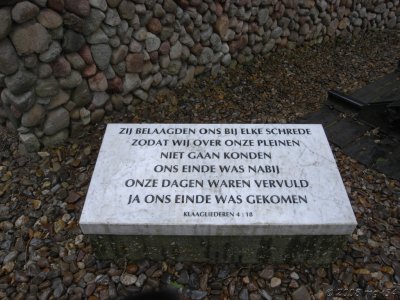 ZIJ BELAAGDEN ONS BIJ ELKE SCHREDE
ZODAT WIJ OVER ONZE PLEINEN
NIET GAAN KONDEN
ONS EINDE WAS NABIJ
ONZE DAGEN WAREN VERVULD
JA ONS EINDE WAS GEKOMEN
KLAAGLIEDEREN 4 : 18